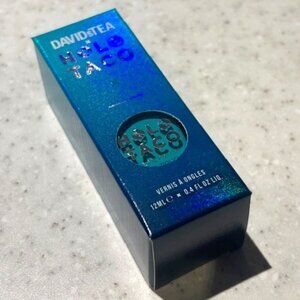 DAVIDsTEA
×
HOLO
TACO
HOLO
TACO
VERNIS À ONGLES
12ML ℮ × 0.4 FL OZ LIQ.